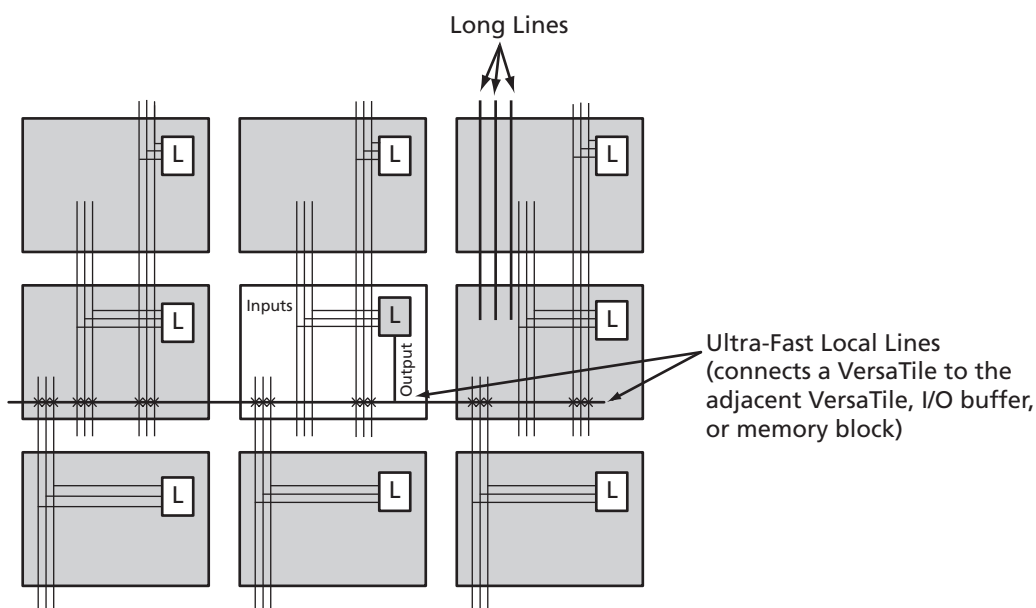 Long Lines
L
L
L
Inputs
L
L
L
Output
Ultra-Fast Local Lines
(connects a VersaTile to the
adjacent VersaTile, I/O buffer,
or memory block)
L
L
L